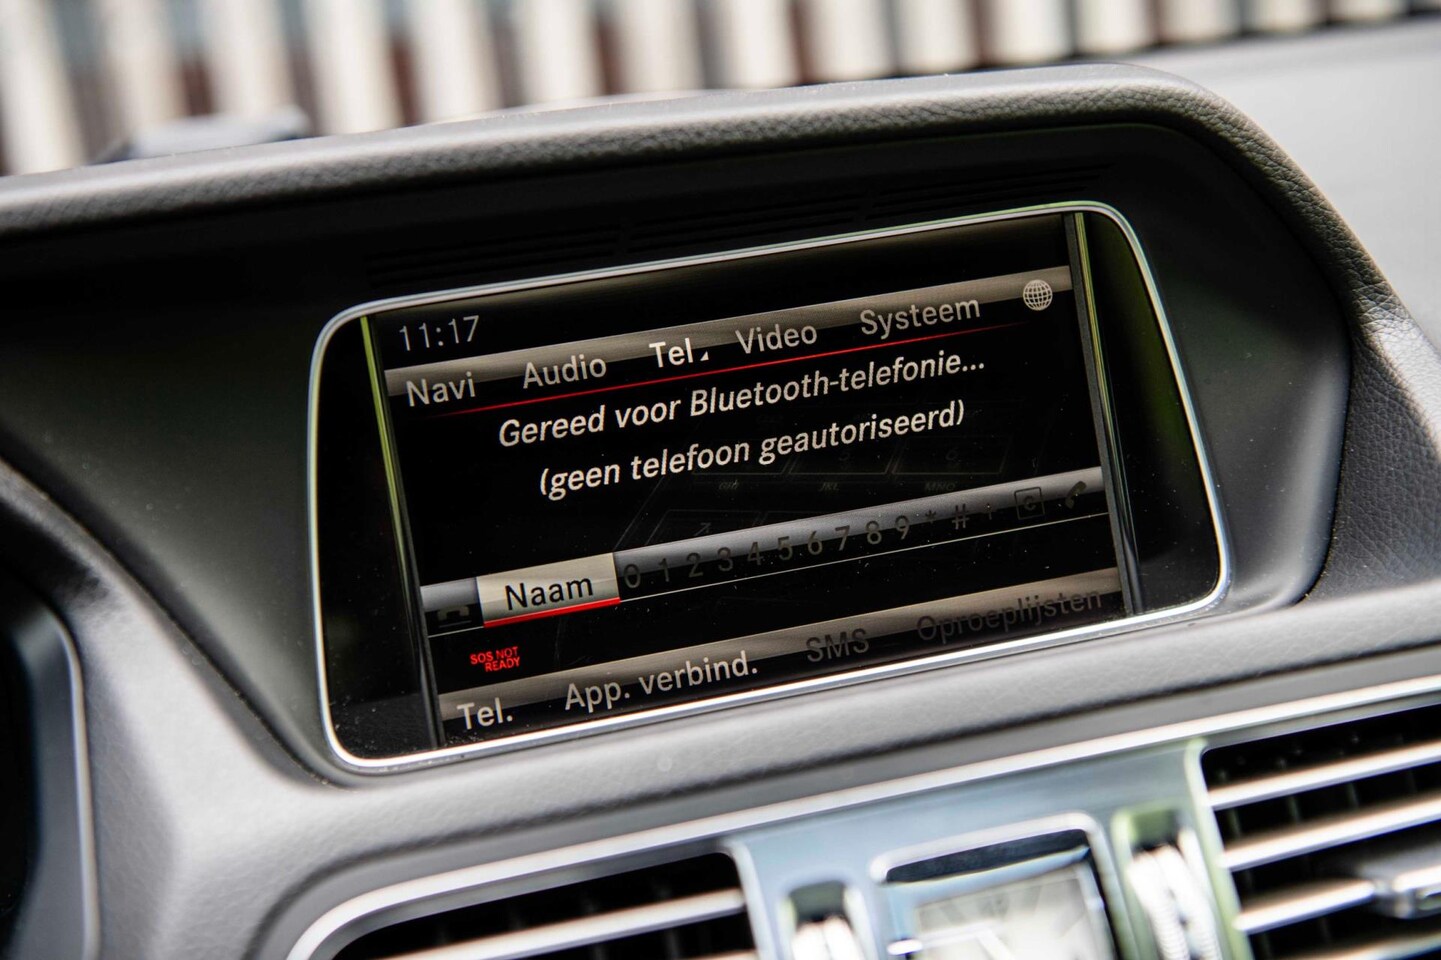 11:17
Navi Audio Tel Video Systeem
Gereed voor Bluetooth-telefonie...
(geen telefoon geautoriseerd)
Naam 0 1 2 3 4 5 6 7 8 9 * # +
SOS NOT
READY
Tel. App. verbind. SMS Oproeplijsten